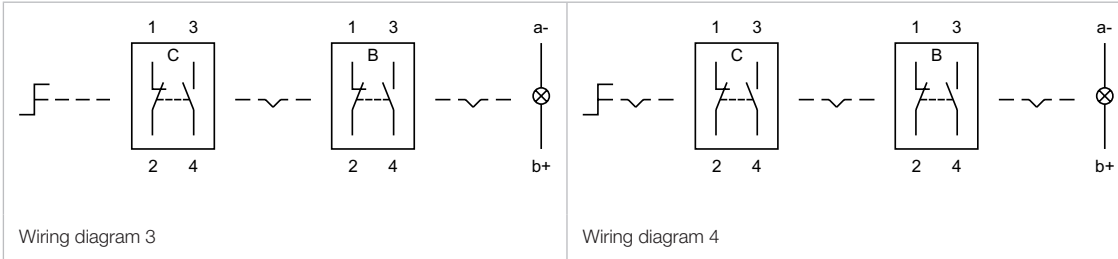 1 3 1 3 a-
C B
2 4 2 4 b+
Wiring diagram 3
1 3 1 3 a-
C B
2 4 2 4 b+
Wiring diagram 4